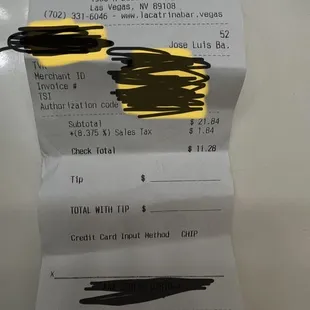 Las Vegas, NV 89108
(702) 331-6046 - www.lacatrinabar.vegas
52
Jose Luis Ba.
Merchant ID
Invoice #
TSI
Authorization code
Subtotal $ 21.84
+(8.375 %) Sales Tax $ 1.84
Check Total $ 11.28
Tip $
TOTAL WITH TIP $
Credit Card Input Method CHIP
X